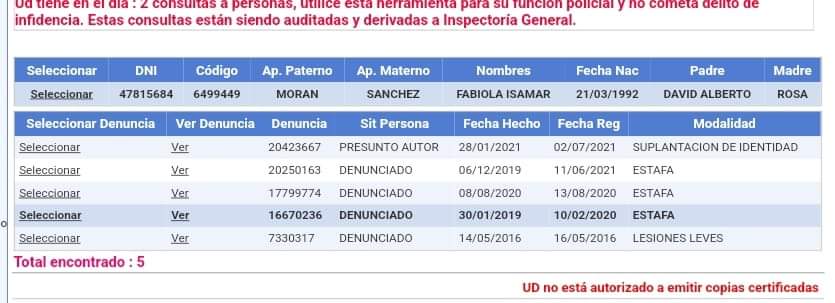 Ud tiene en el día : 2 consultas a personas, utilice esta herramienta para su función policial y no cometa delito de
infidencia. Estas consultas están siendo auditadas y derivadas a Inspectoría General.
Seleccionar DNI Código Ap. Paterno Ap. Materno Nombres Fecha Nac Padre Madre
Seleccionar 47815684 6499449 MORAN SANCHEZ FABIOLA ISAMAR 21/03/1992 DAVID ALBERTO ROSA
Seleccionar Denuncia Ver Denuncia Denuncia Sit Persona Fecha Hecho Fecha Reg Modalidad
Seleccionar Ver 20423667 PRESUNTO AUTOR 28/01/2021 02/07/2021 SUPLANTACION DE IDENTIDAD
Seleccionar Ver 20250163 DENUNCIADO 06/12/2019 11/06/2021 ESTAFA
Seleccionar Ver 17799774 DENUNCIADO 08/08/2020 13/08/2020 ESTAFA
Seleccionar Ver 16670236 DENUNCIADO 30/01/2019 10/02/2020 ESTAFA
Seleccionar Ver 7330317 DENUNCIADO 14/05/2016 16/05/2016 LESIONES LEVES
Total encontrado : 5
UD no está autorizado a emitir copias certificadas